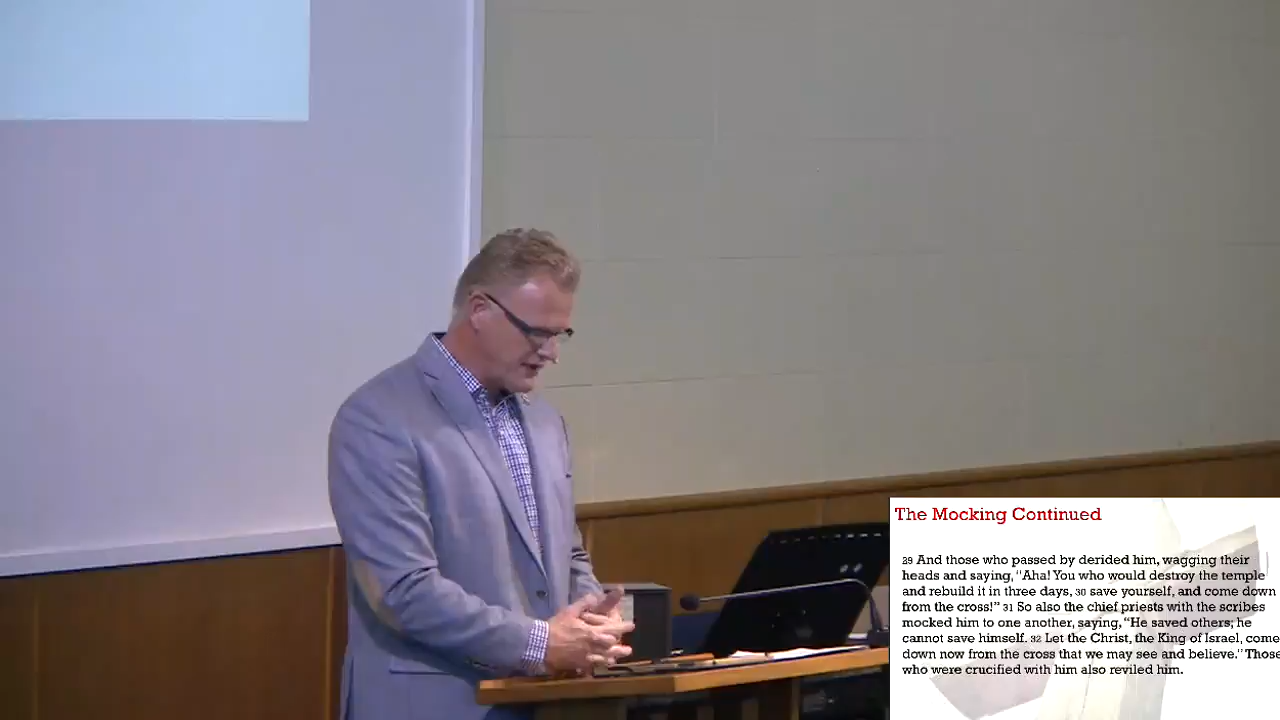 The Mocking Continued
29 And those who passed by derided him, wagging their
heads and saying, "Aha! You who would destroy the temple
and rebuild it in three days, 30 save yourself, and come down
from the cross!" 31 So also the chief priests with the scribes
mocked him to one another, saying, "He saved others; he
cannot save himself. 32 Let the Christ, the King of Israel, come
down now from the cross that we may see and believe." Those
who were crucified with him also reviled him.